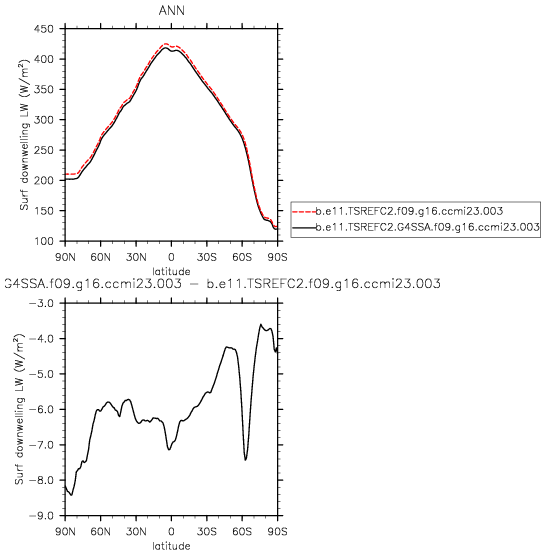 ANN
Surf downwelling LW (W/m²)
450
400
350
300
250
200
150
100
90N 60N 30N 0 30S 60S 90S
latitude
b.e11.TSREFC2.f09.g16.ccmi23.003
b.e11.TSREFC2.G4SSA.f09.g16.ccmi23.003
G4SSA.f09.g16.ccmi23.003 − b.e11.TSREFC2.f09.g16.ccmi23.003
Surf downwelling LW (W/m²)
−3.0
−4.0
−5.0
−6.0
−7.0
−8.0
−9.0
90N 60N 30N 0 30S 60S 90S
latitude